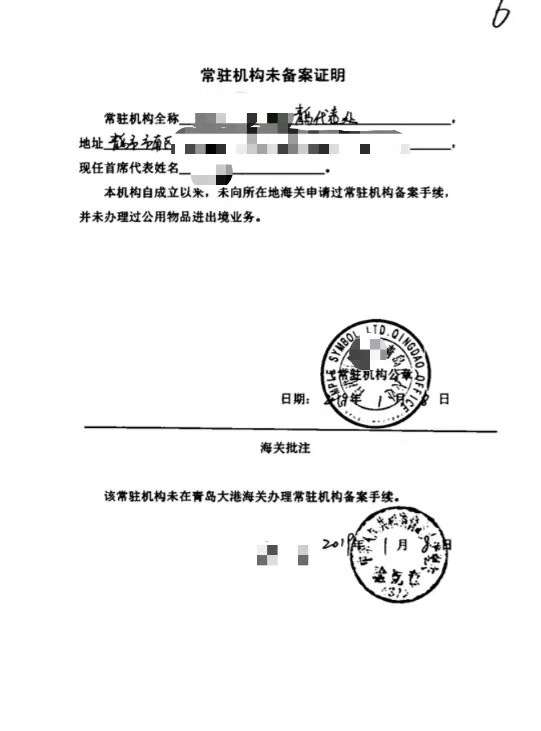 6
常驻机构未备案证明
常驻机构全称 青岛代表处。
地址 青岛市市南区，
现任首席代表姓名。
本机构自成立以来，未向所在地海关申请过常驻机构备案手续，
并未办理过公用物品进出境业务。
MPLE SYMBOL LTD. QINGDAO OFFICE
（常驻机构公章）
日期：2019年 1 月 8 日
海关批注
该常驻机构未在青岛大港海关办理常驻机构备案手续。
2019年 1 月 8 日